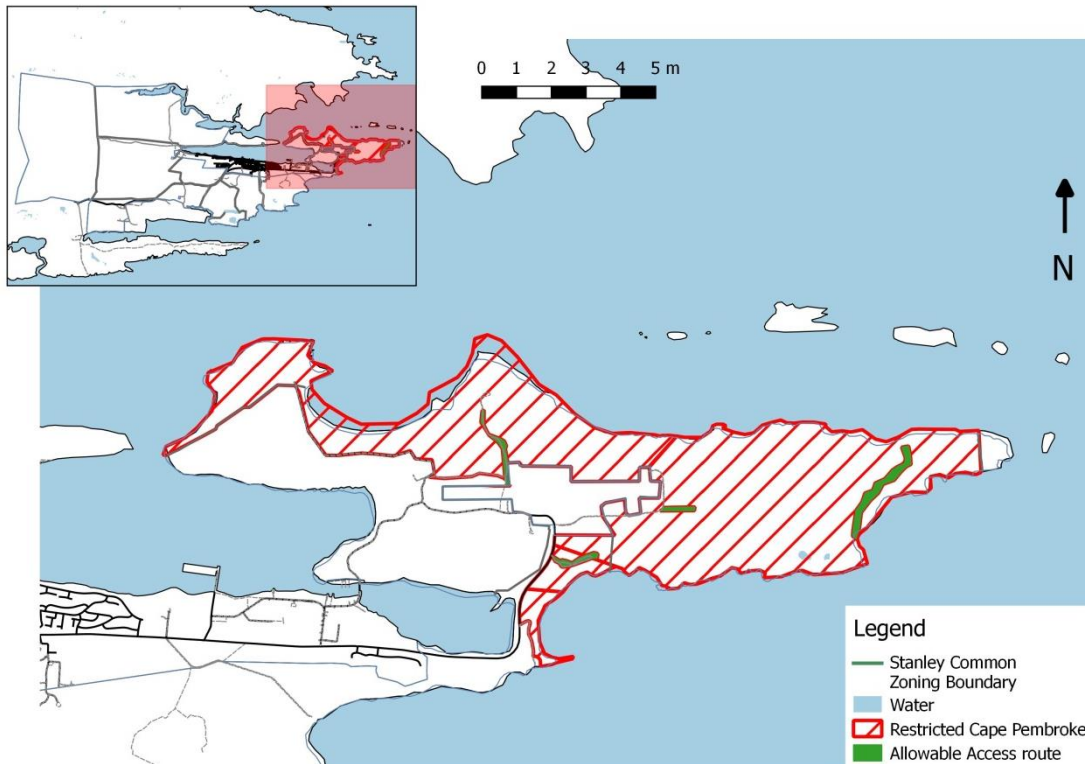 0 1 2 3 4 5 m
N
Legend
Stanley Common
Zoning Boundary
Water
Restricted Cape Pembroke
Allowable Access route